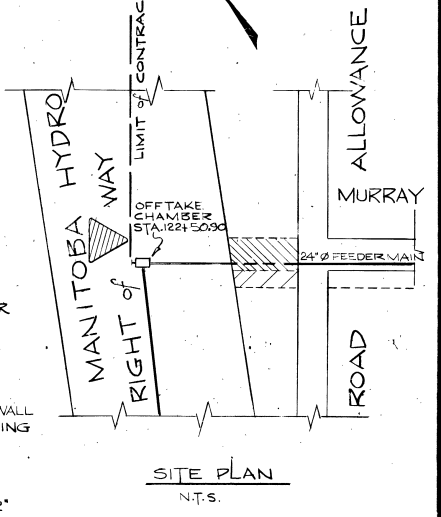 LIMIT of CONTRAC
ALLOWANCE
MANITOBA HYDRO
RIGHT of WAY
OFFTAKE
CHAMBER
STA.122+50.90
MURRAY
24"Ø FEEDER MAIN
ROAD
R
WALL
ING
SITE PLAN
N.T.S.